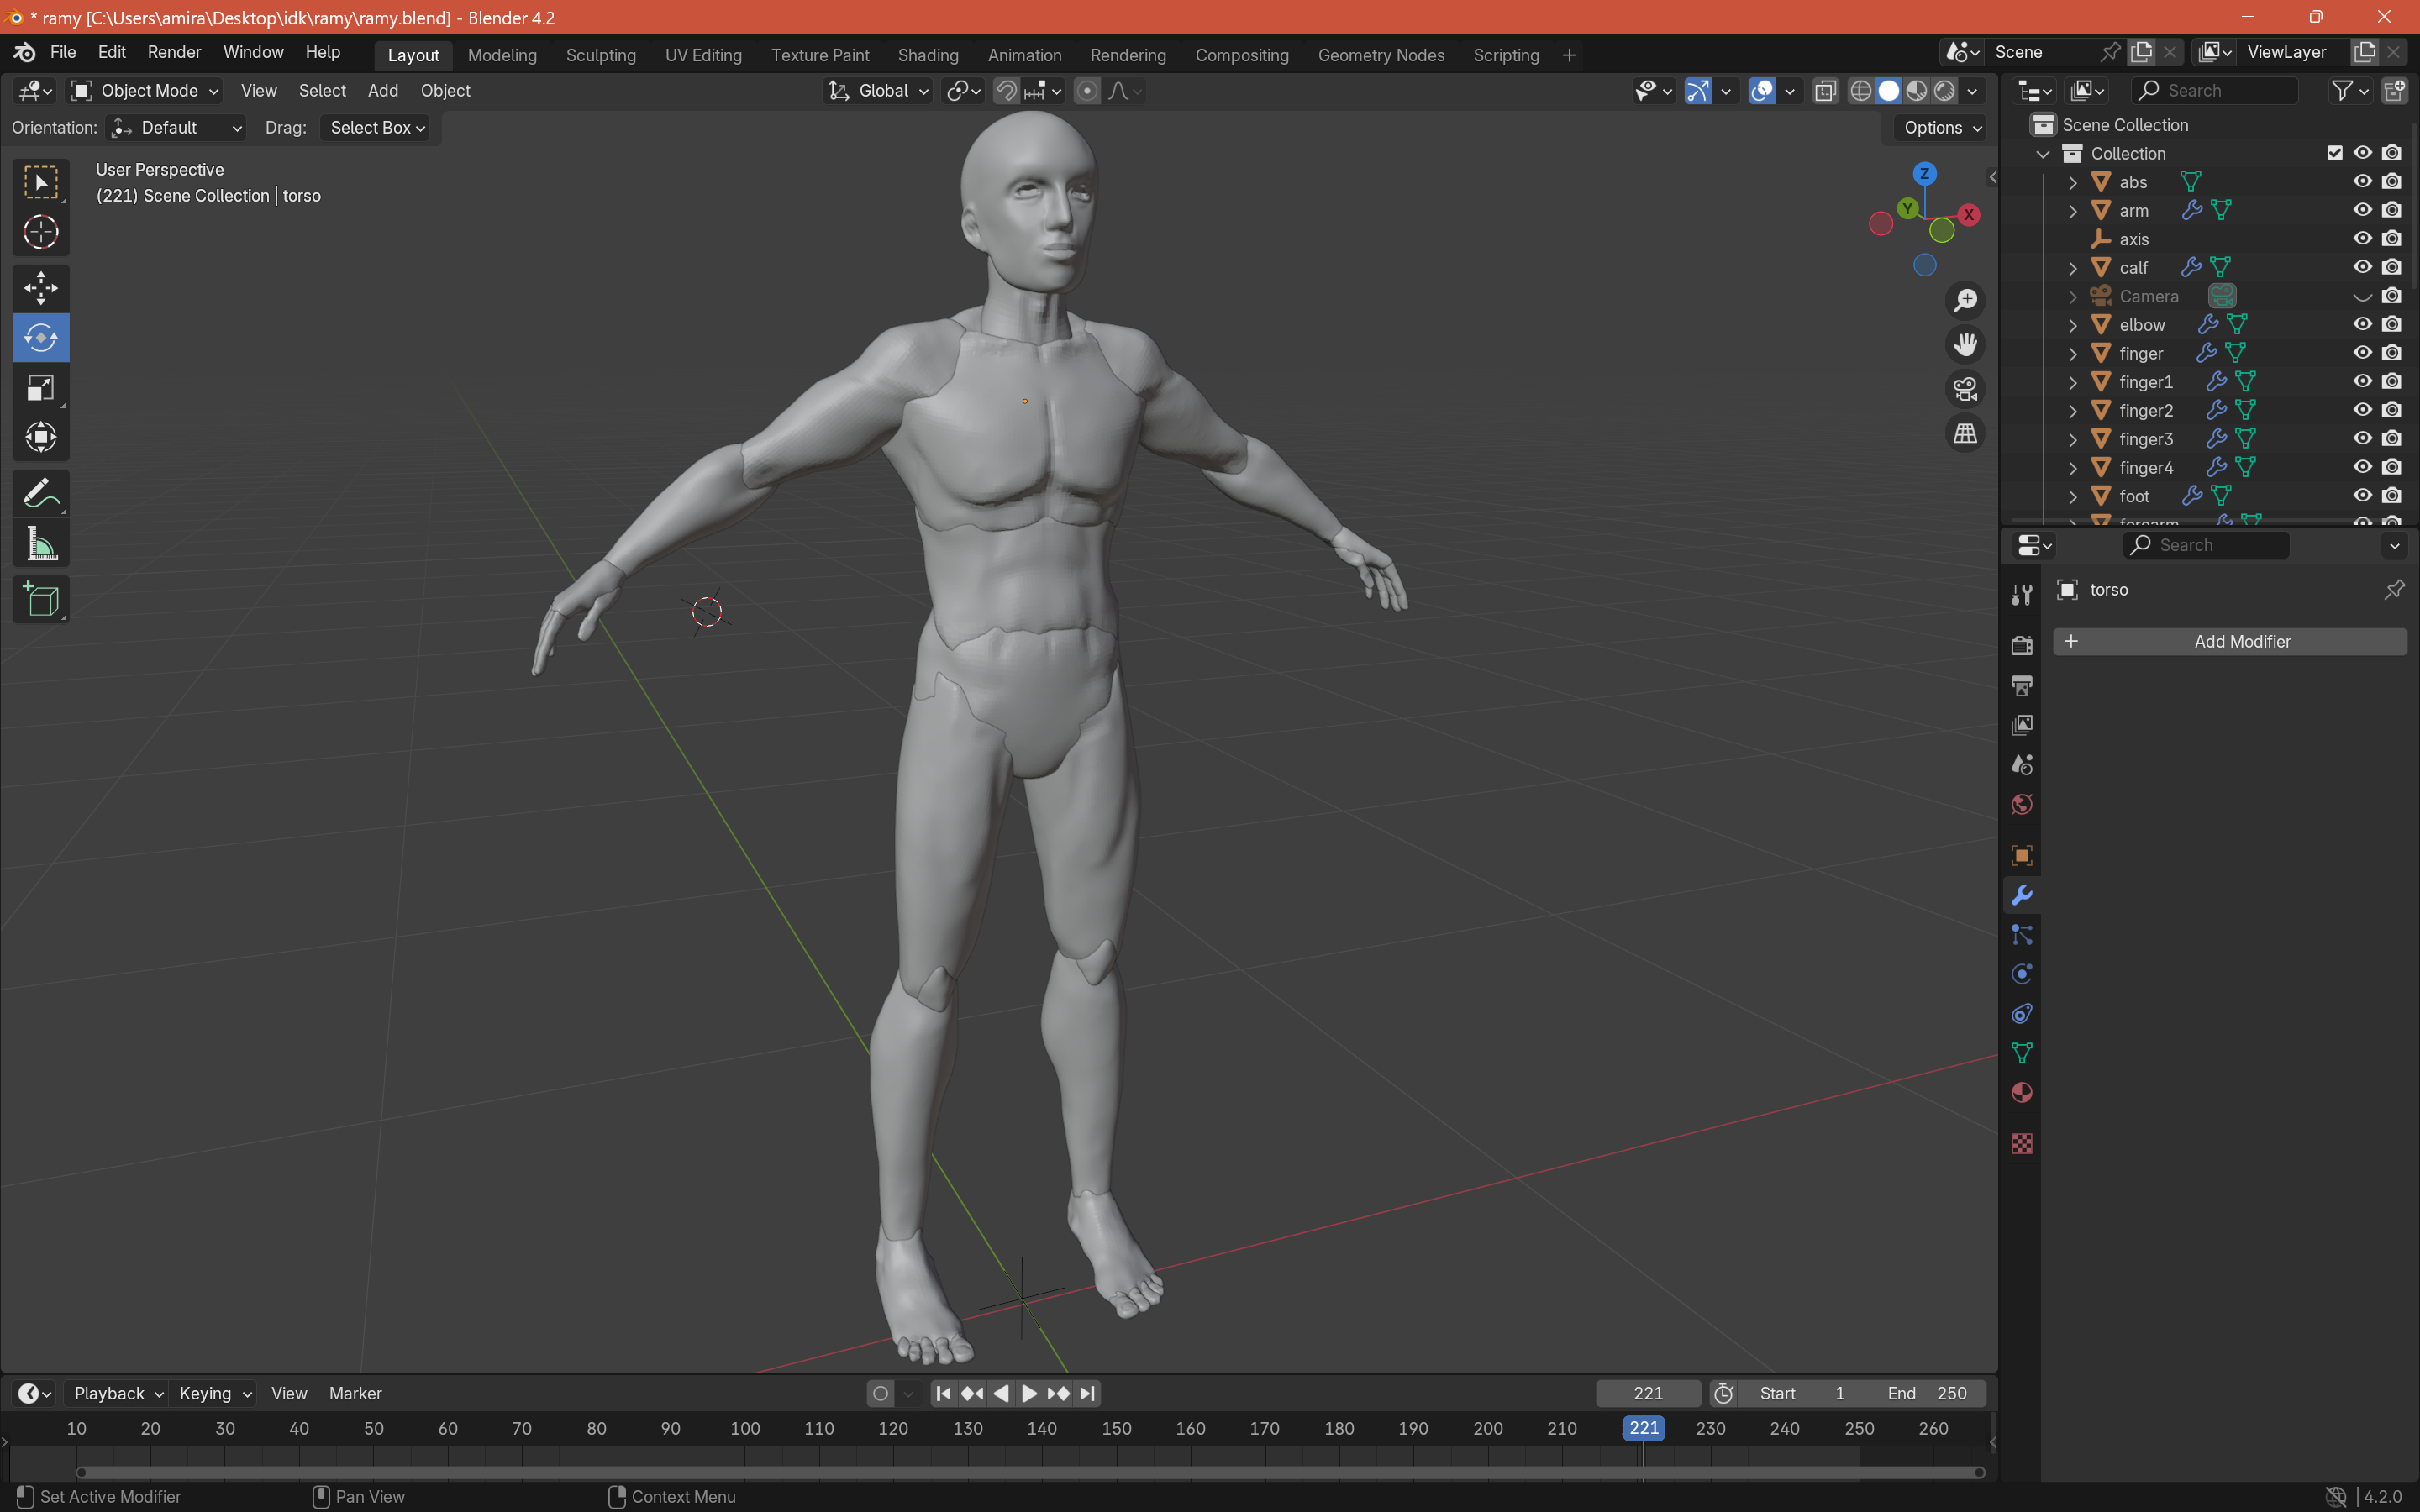 * ramy [C:\Users\amira\Desktop\idk\ramy\ramy.blend] - Blender 4.2
File Edit Render Window Help Layout Modeling Sculpting UV Editing Texture Paint Shading Animation Rendering Compositing Geometry Nodes Scripting + Scene ViewLayer
Object Mode View Select Add Object Global Search
Orientation: Default Drag: Select Box Options
User Perspective
(221) Scene Collection | torso
Z
Y
X
Scene Collection
Collection
abs
arm
axis
calf
Camera
elbow
finger
finger1
finger2
finger3
finger4
foot
forearm
Search
torso
+ Add Modifier
Playback Keying View Marker 221 Start 1 End 250
10 20 30 40 50 60 70 80 90 100 110 120 130 140 150 160 170 180 190 200 210 221 230 240 250 260
Set Active Modifier Pan View Context Menu 4.2.0